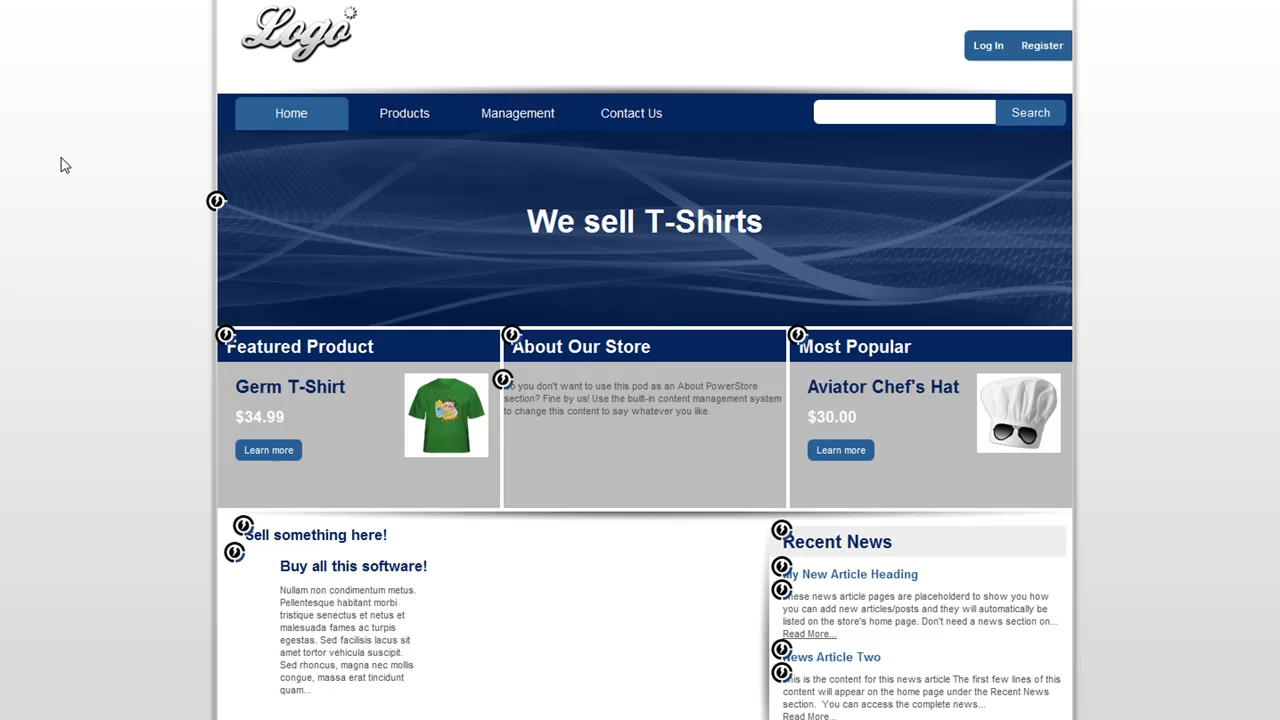 Logo
Log In Register
Home Products Management Contact Us Search
We sell T-Shirts
Featured Product
Germ T-Shirt
$34.99
Learn more
About Our Store
you don't want to use this pod as an About PowerStore
section? Fine by us! Use the built-in content management system
to change this content to say whatever you like.
Most Popular
Aviator Chef's Hat
$30.00
Learn more
Sell something here!
Buy all this software!
Nullam non condimentum metus.
Pellentesque habitant morbi
tristique senectus et netus et
malesuada fames ac turpis
egestas. Sed facilisis lacus sit
amet tortor vehicula suscipit.
Sed rhoncus, magna nec mollis
congue, massa erat tincidunt
quam...
Recent News
My New Article Heading
These news article pages are placeholderd to show you how
you can add new articles/posts and they will automatically be
listed on the store's home page. Don't need a news section on...
Read More...
News Article Two
This is the content for this news article The first few lines of this
content will appear on the home page under the Recent News
section. You can access the complete news...
Read More...